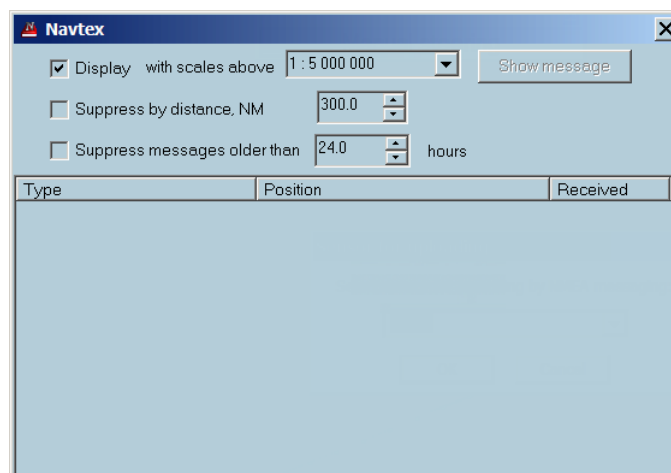 Navtex
Display with scales above 1 : 5 000 000 Show message
Suppress by distance, NM 300.0
Suppress messages older than 24.0 hours
Type Position Received